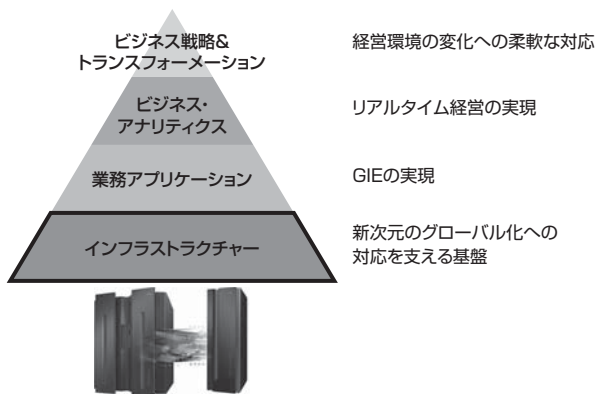 ビジネス戦略&
トランスフォーメーション
経営環境の変化への柔軟な対応
ビジネス・
アナリティクス
リアルタイム経営の実現
業務アプリケーション
GIEの実現
インフラストラクチャー
新次元のグローバル化への
対応を支える基盤